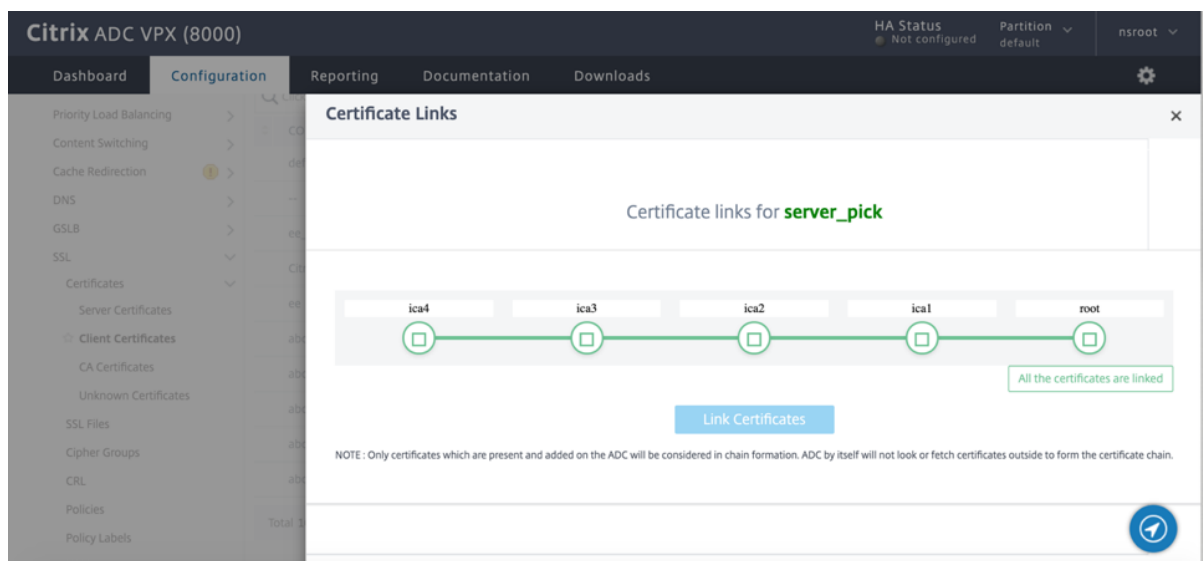 Citrix ADC VPX (8000)
HA Status
Not configured
Partition
default
nsroot
Dashboard Configuration Reporting Documentation Downloads
Priority Load Balancing
Content Switching
Cache Redirection
DNS
GSLB
SSL
Certificates
Server Certificates
Client Certificates
CA Certificates
Unknown Certificates
SSL Files
Cipher Groups
CRL
Policies
Policy Labels
Certificate Links
Certificate links for server_pick
ica4 ica3 ica2 ica1 root
All the certificates are linked
Link Certificates
NOTE : Only certificates which are present and added on the ADC will be considered in chain formation. ADC by itself will not look or fetch certificates outside to form the certificate chain.